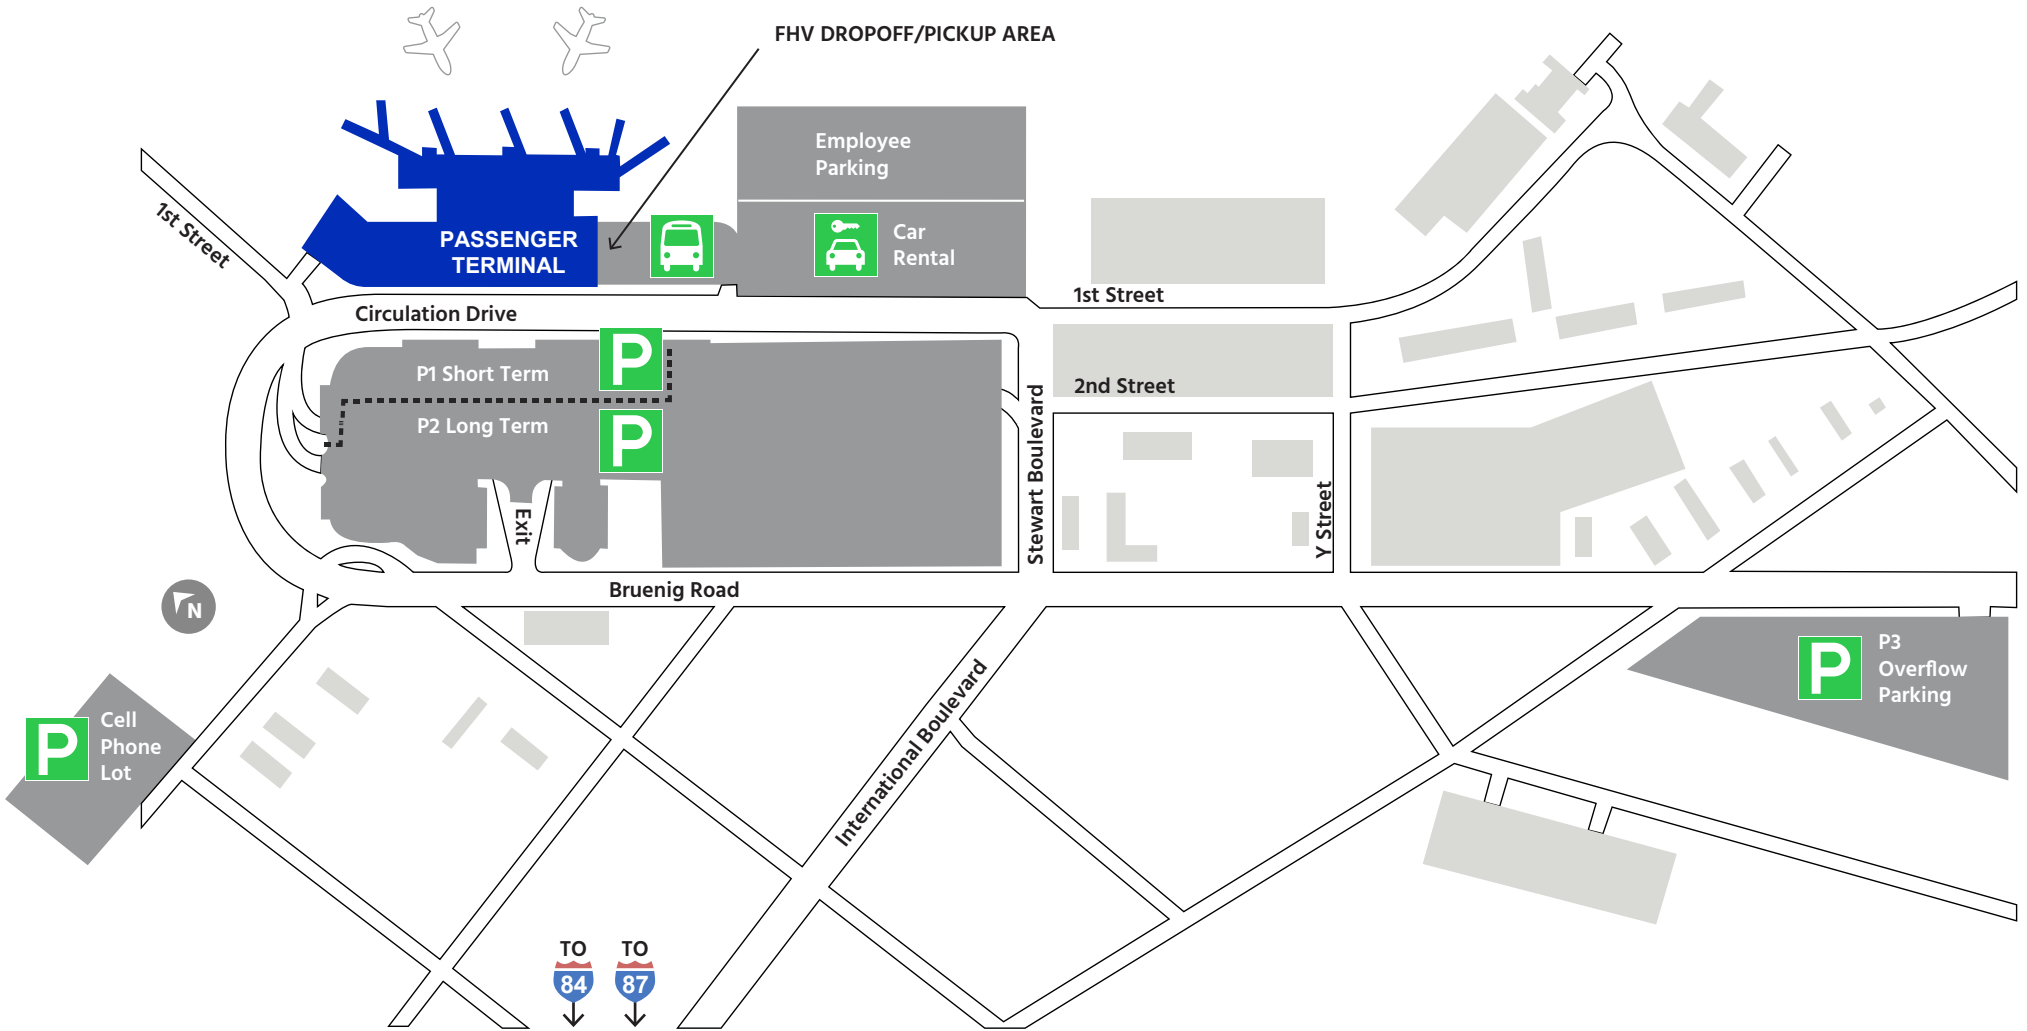 FHV DROPOFF/PICKUP AREA
Employee
Parking
1st Street
PASSENGER
TERMINAL
Car
Rental
1st Street
Circulation Drive
P1 Short Term
P
2nd Street
P2 Long Term
P
Stewart Boulevard
Y Street
Exit
Bruenig Road
N
P
P3
Overflow
Parking
International Boulevard
P
Cell
Phone
Lot
TO
84
TO
87